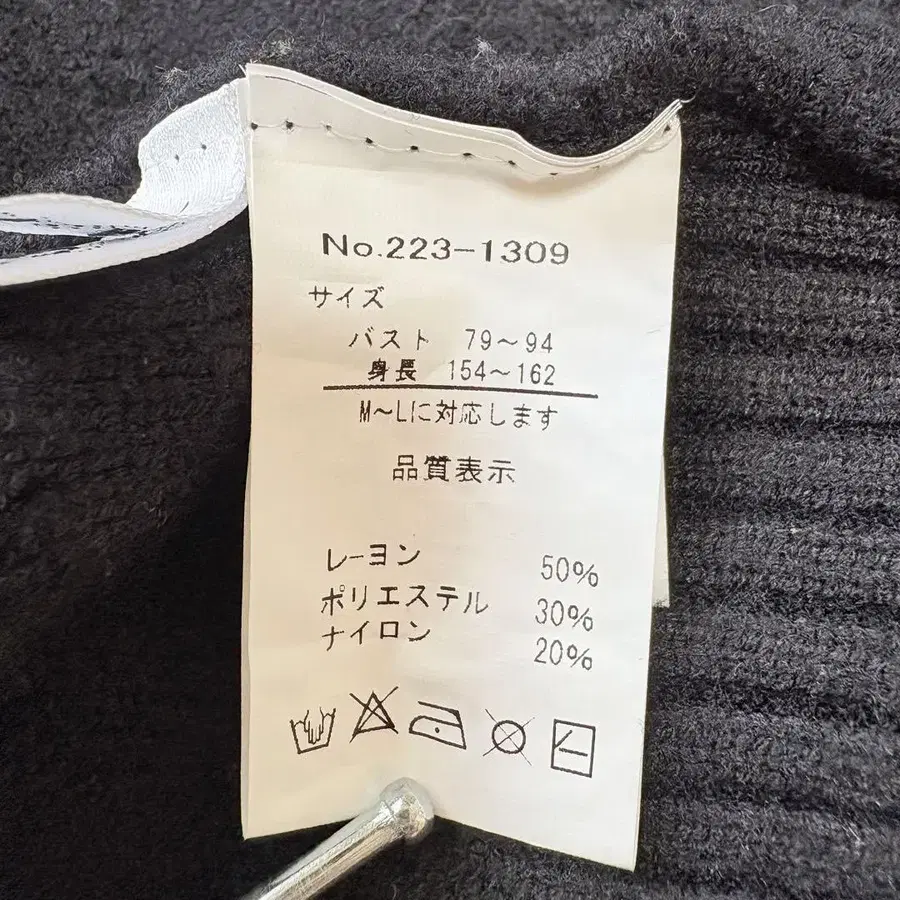 No.223-1309
サイズ
バスト 79～94
身長 154～162
M～Lに対応します
品質表示
レーヨン 50%
ポリエステル 30%
ナイロン 20%